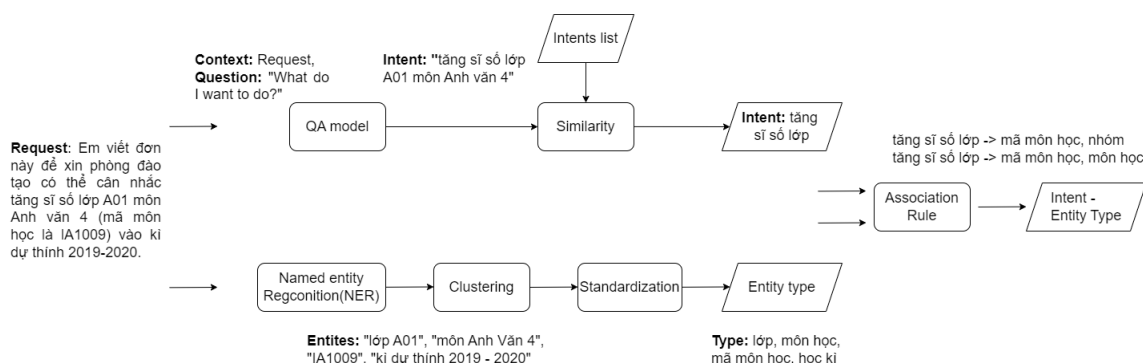 Intents list
Context: Request,
Question: "What do
I want to do?"
Intent: "tăng sĩ số lớp
A01 môn Anh văn 4"
QA model
Similarity
Intent: tăng
sĩ số lớp
Request: Em viết đơn
này để xin phòng đào
tạo có thể cân nhắc
tăng sĩ số lớp A01 môn
Anh văn 4 (mã môn
học là IA1009) vào kì
dự thính 2019-2020.
tăng sĩ số lớp -> mã môn học, nhóm
tăng sĩ số lớp -> mã môn học, môn học
Association
Rule
Intent -
Entity Type
Named entity
Regconition(NER)
Clustering
Standardization
Entity type
Entites: "lớp A01", "môn Anh Văn 4",
"IA1009", "kì dự thính 2019 - 2020"
Type: lớp, môn học,
mã môn học, học kì